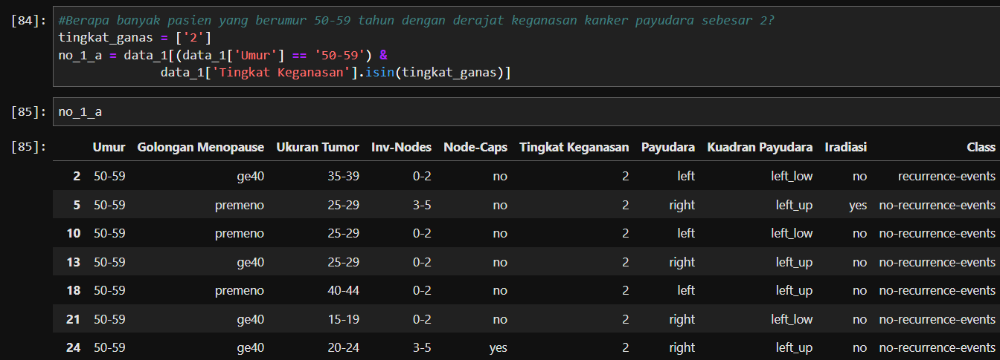 [84]: #Berapa banyak pasien yang berumur 50-59 tahun dengan derajat keganasan kanker payudara sebesar 2?
tingkat_ganas = ['2']
no_1_a = data_1[(data_1['Umur'] == '50-59') &
data_1['Tingkat Keganasan'].isin(tingkat_ganas)]
[85]: no_1_a
[85]: Umur Golongan Menopause Ukuran Tumor Inv-Nodes Node-Caps Tingkat Keganasan Payudara Kuadran Payudara Iradiasi Class
2 50-59 ge40 35-39 0-2 no 2 left left_low no recurrence-events
5 50-59 premeno 25-29 3-5 no 2 right left_up yes no-recurrence-events
10 50-59 premeno 25-29 0-2 no 2 left left_low no no-recurrence-events
13 50-59 ge40 25-29 0-2 no 2 right left_up no no-recurrence-events
18 50-59 premeno 40-44 0-2 no 2 left left_up no no-recurrence-events
21 50-59 ge40 15-19 0-2 no 2 right left_low no no-recurrence-events
24 50-59 ge40 20-24 3-5 yes 2 right left_up no no-recurrence-events